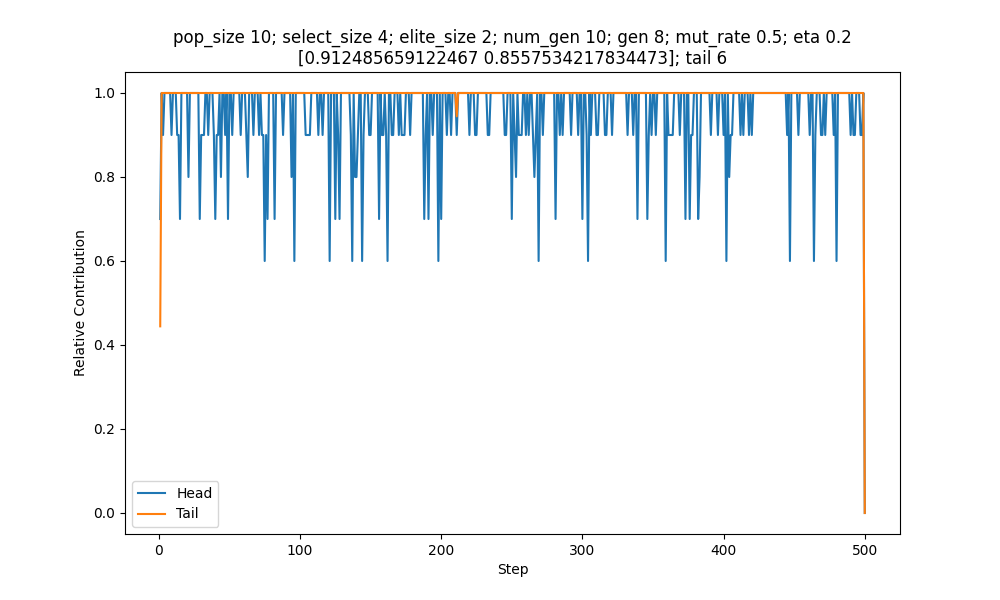 pop_size 10; select_size 4; elite_size 2; num_gen 10; gen 8; mut_rate 0.5; eta 0.2
[0.912485659122467 0.8557534217834473]; tail 6
1.0
0.8
0.6
0.4
0.2
0.0
Relative Contribution
Head
Tail
0
100
200
300
400
500
Step